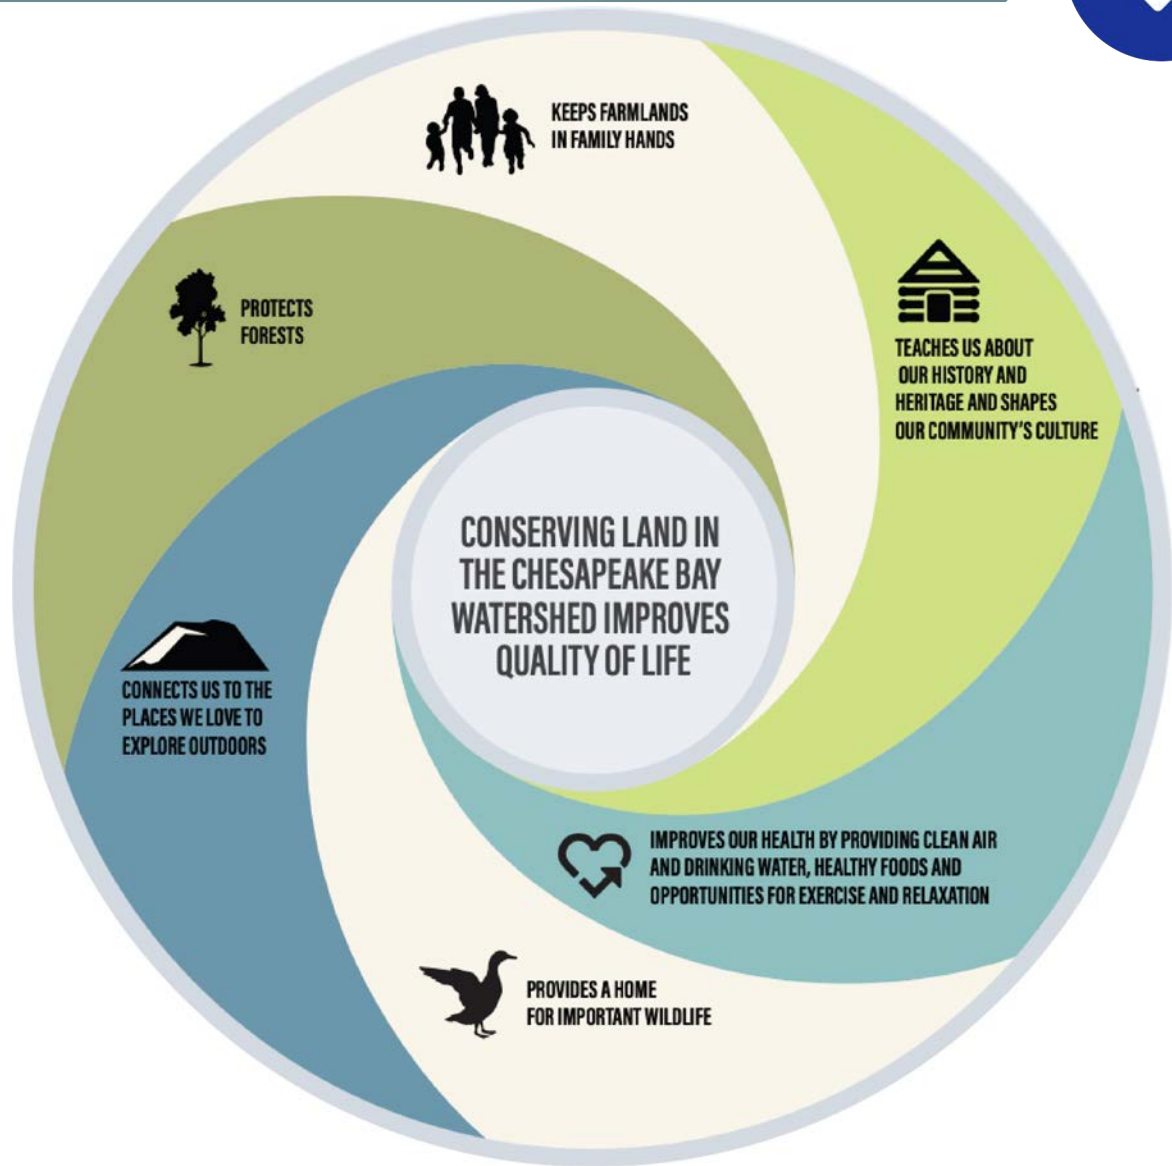 KEEPS FARMLANDS
IN FAMILY HANDS
TEACHES US ABOUT
OUR HISTORY AND
HERITAGE AND SHAPES
OUR COMMUNITY'S CULTURE
IMPROVES OUR HEALTH BY PROVIDING CLEAN AIR
AND DRINKING WATER, HEALTHY FOODS AND
OPPORTUNITIES FOR EXERCISE AND RELAXATION
PROVIDES A HOME
FOR IMPORTANT WILDLIFE
CONNECTS US TO THE
PLACES WE LOVE TO
EXPLORE OUTDOORS
PROTECTS
FORESTS
CONSERVING LAND IN
THE CHESAPEAKE BAY
WATERSHED IMPROVES
QUALITY OF LIFE